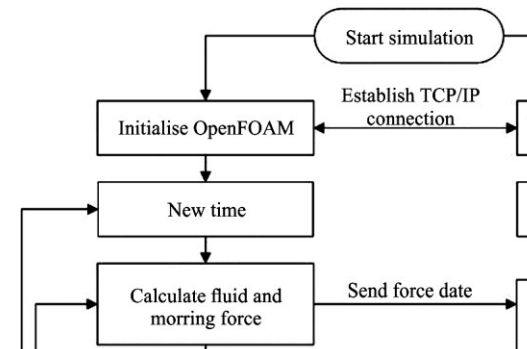 Start simulation
Establish TCP/IP
connection
Initialise OpenFOAM
New time
Calculate fluid and
morring force
Send force date